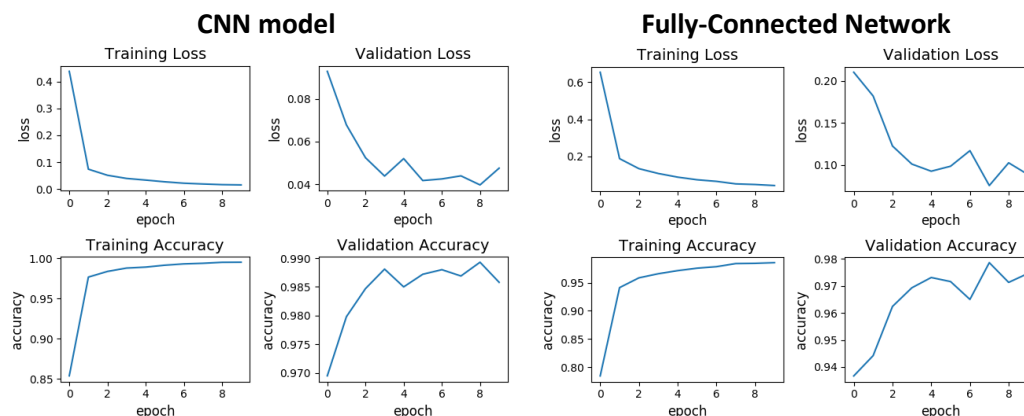 CNN model
Fully-Connected Network
Training Loss
0.4
0.3
0.2
0.1
0.0
loss
0 2 4 6 8
epoch
Validation Loss
0.08
0.06
0.04
loss
0 2 4 6 8
epoch
Training Loss
0.6
0.4
0.2
loss
0 2 4 6 8
epoch
Validation Loss
0.20
0.15
0.10
loss
0 2 4 6 8
epoch
Training Accuracy
1.00
0.95
0.90
0.85
accuracy
0 2 4 6 8
epoch
Validation Accuracy
0.990
0.985
0.980
0.975
0.970
accuracy
0 2 4 6 8
epoch
Training Accuracy
0.95
0.90
0.85
0.80
accuracy
0 2 4 6 8
epoch
Validation Accuracy
0.98
0.97
0.96
0.95
0.94
accuracy
0 2 4 6 8
epoch